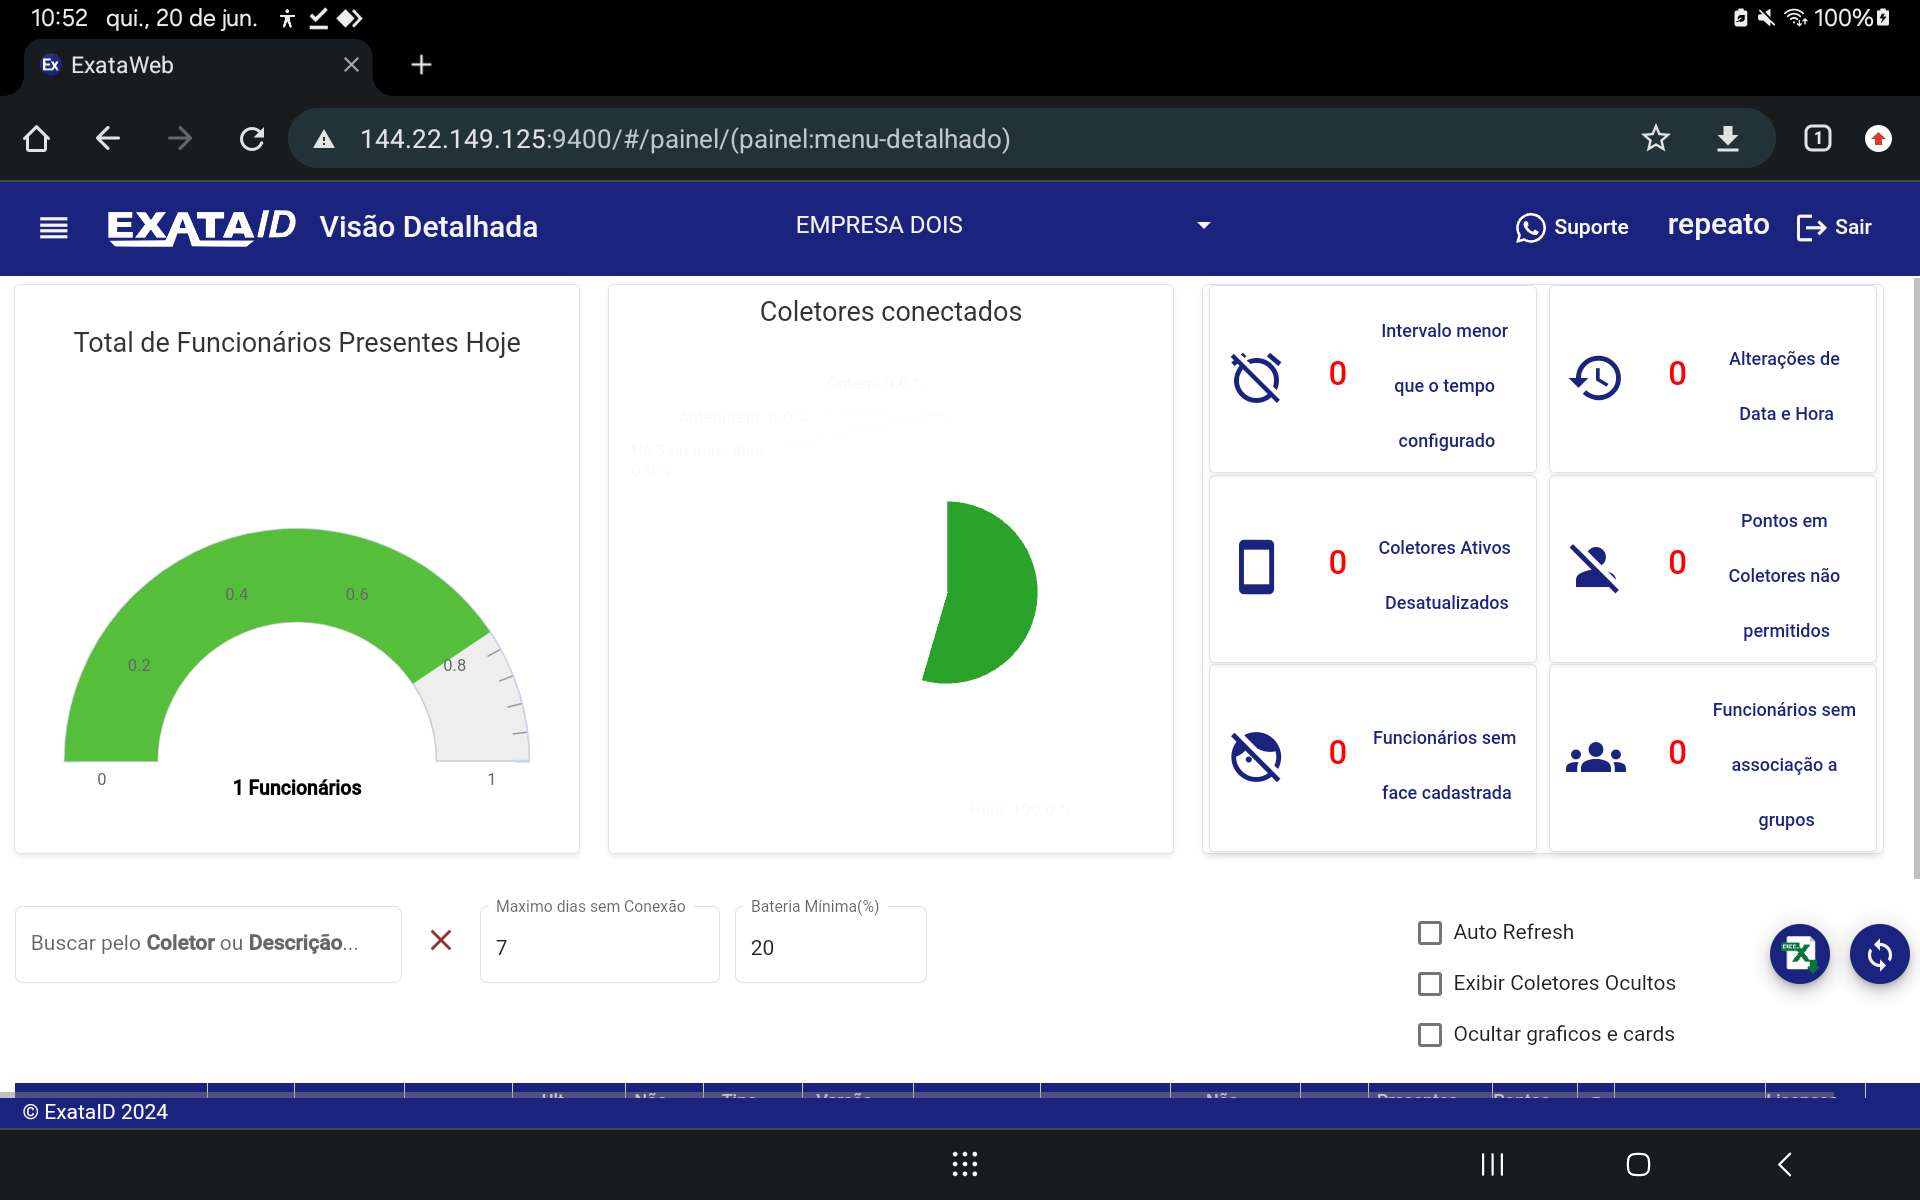 10:52 qui., 20 de jun.
100%
Ex ExataWeb
144.22.149.125:9400/#/painel/(painel:menu-detalhado)
1
EXATAID Visão Detalhada
EMPRESA DOIS
Suporte
repeato
Sair
Total de Funcionários Presentes Hoje
0
0.2
0.4
0.6
0.8
1
1 Funcionários
Coletores conectados
0
Intervalo menor
que o tempo
configurado
0
Alterações de
Data e Hora
0
Coletores Ativos
Desatualizados
0
Pontos em
Coletores não
permitidos
0
Funcionários sem
face cadastrada
0
Funcionários sem
associação a
grupos
Buscar pelo Coletor ou Descrição...
Maximo dias sem Conexão
7
Bateria Mínima(%)
20
Auto Refresh
Exibir Coletores Ocultos
Ocultar graficos e cards
© ExataID 2024